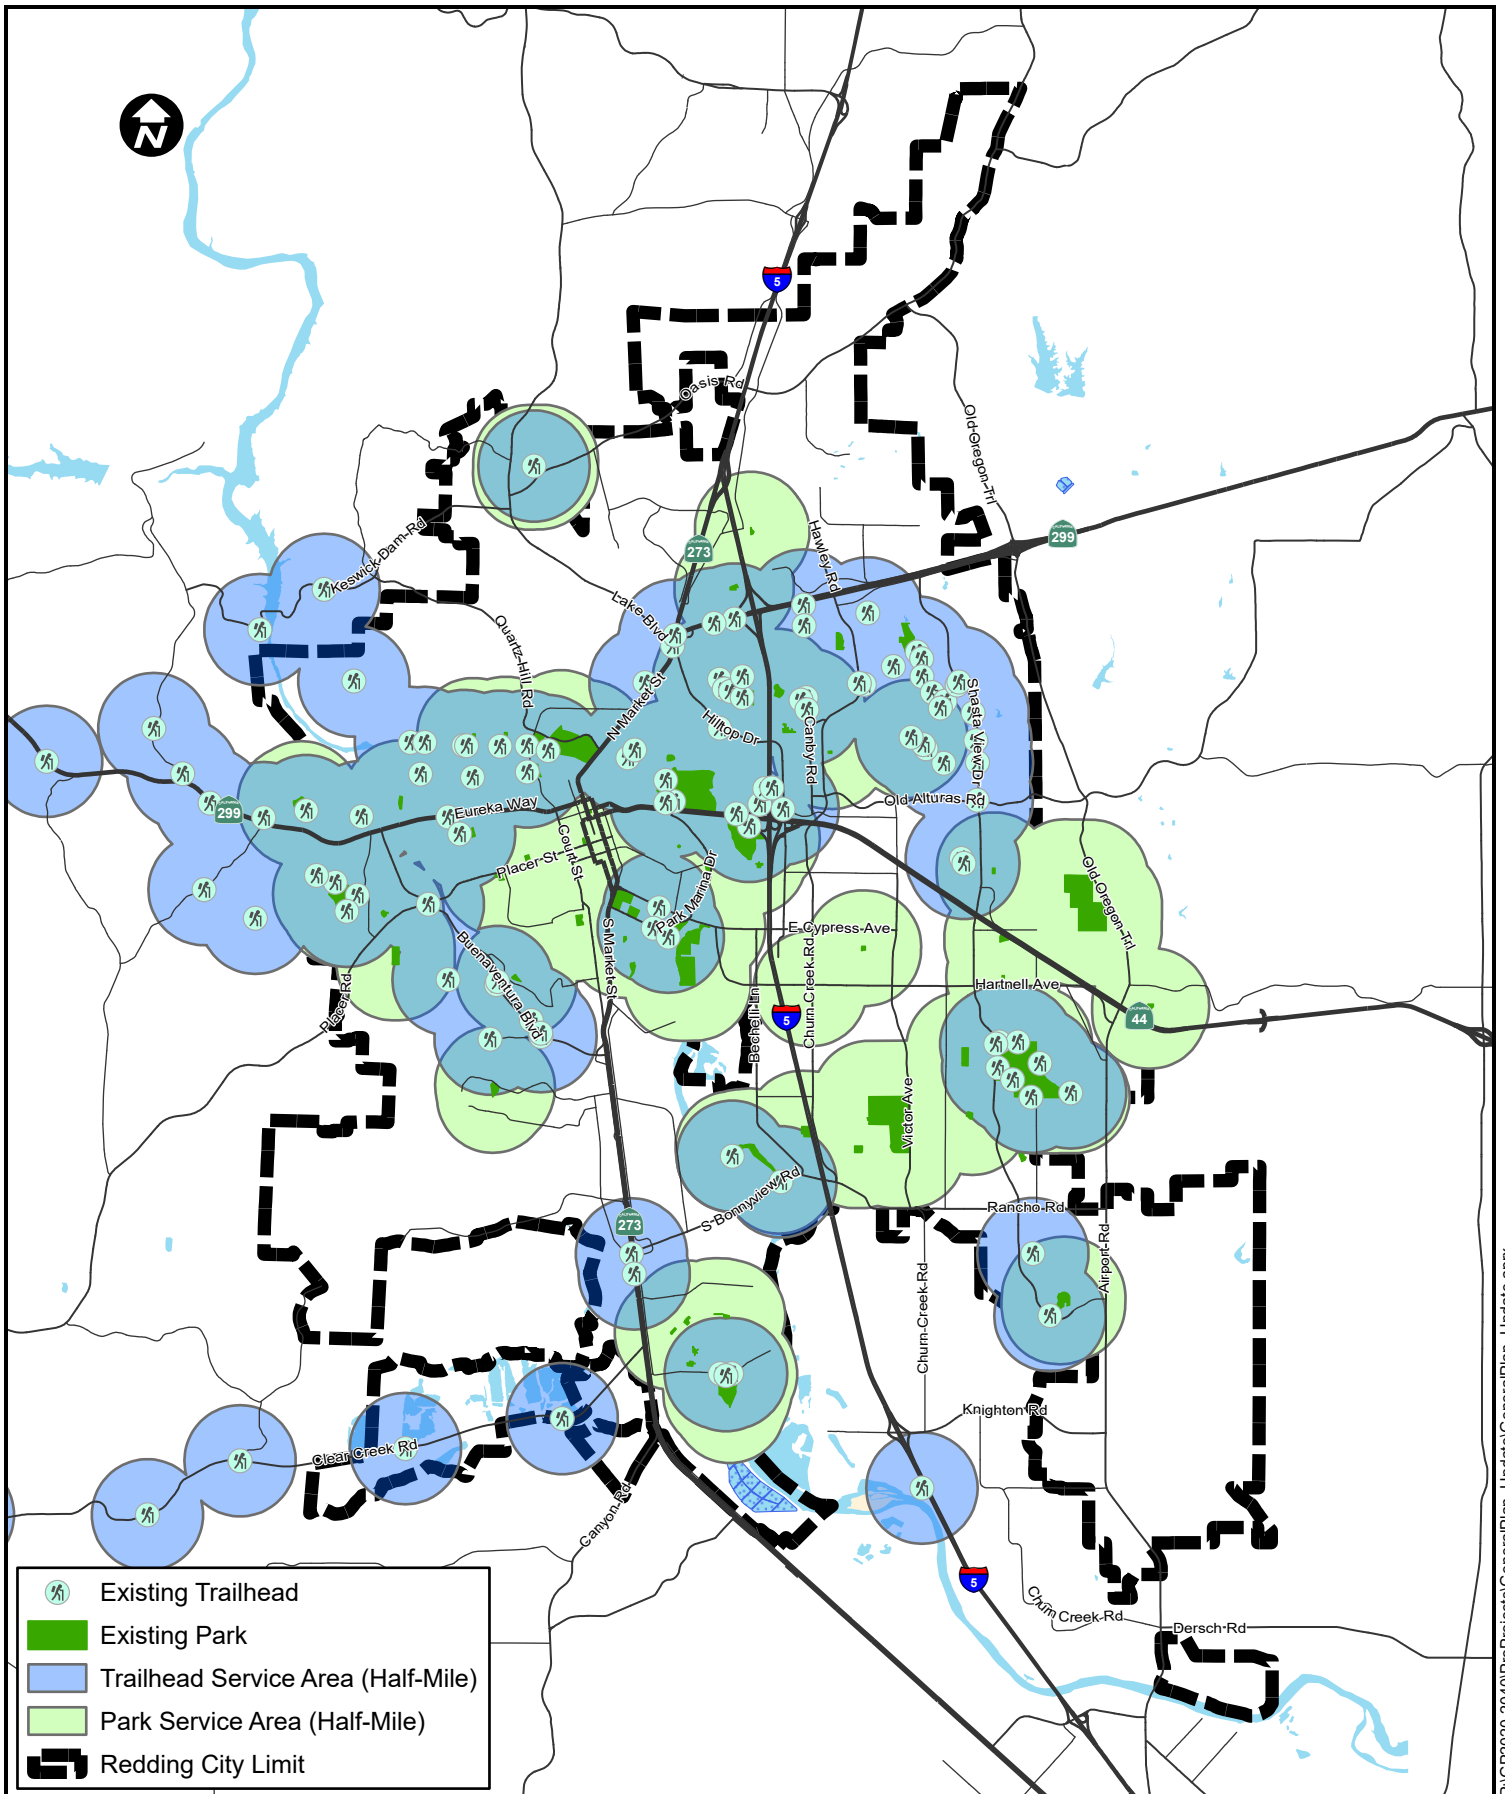 N
5
Oasis Rd
Old Oregon Trl
299
273
Hawley Rd
Keswick Dam Rd
Lake Blvd
Quartz Hill Rd
N Market St
Hilltop Dr
Canby Rd
Shasta View Dr
299
Eureka Way
Old Alturas Rd
Court St
Placer St
Park Marina Dr
Old Oregon Trl
E Cypress Ave
S Market St
Buenaventura Blvd
Churn Creek Rd
Bechelli Ln
Hartnell Ave
Placer Rd
5
44
Victor Ave
S Bonnyview Rd
273
Rancho Rd
Airport Rd
Churn Creek Rd
Knighton Rd
Clear Creek Rd
Canyon Rd
5
Churn Creek Rd
Dersch Rd
Existing Trailhead
Existing Park
Trailhead Service Area (Half-Mile)
Park Service Area (Half-Mile)
Redding City Limit